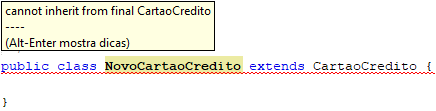 cannot inherit from final CartaoCredito
----
(Alt-Enter mostra dicas)
public class NovoCartaoCredito extends CartaoCredito {
}